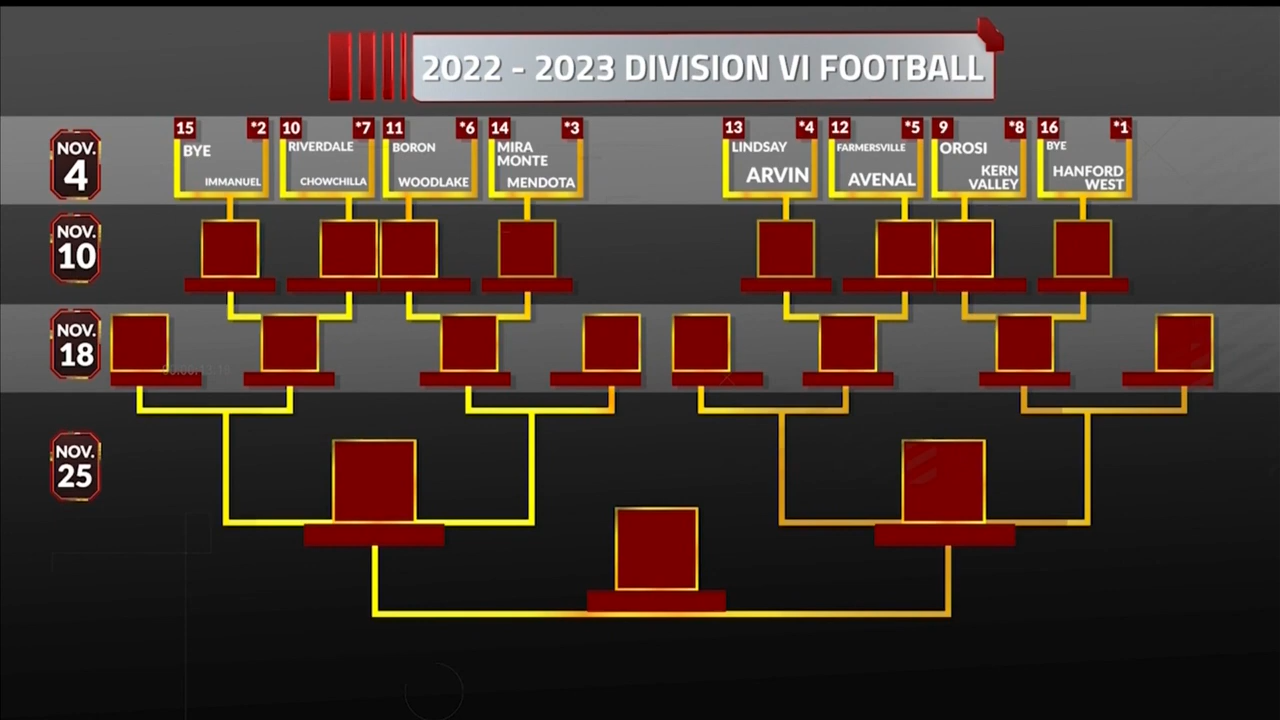 2022 - 2023 DIVISION VI FOOTBALL
NOV.
4
15 *2
BYE
IMMANUEL
10 *7
RIVERDALE
CHOWCHILLA
11 *6
BORON
WOODLAKE
14 *3
MIRA
MONTE
MENDOTA
13 *4
LINDSAY
ARVIN
12 *5
FARMERSVILLE
AVENAL
9 *8
OROSI
KERN
VALLEY
16 *1
BYE
HANFORD
WEST
NOV.
10
NOV.
18
NOV.
25